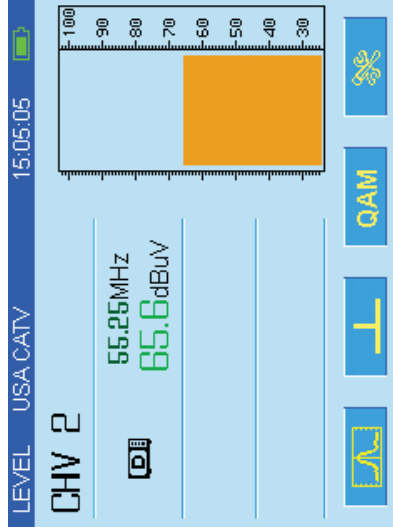 LEVEL USA CATV 15:05:05
CHV 2
D
55.25MHz
65.6dBuV
100
90
80
70
60
50
40
30
QAM